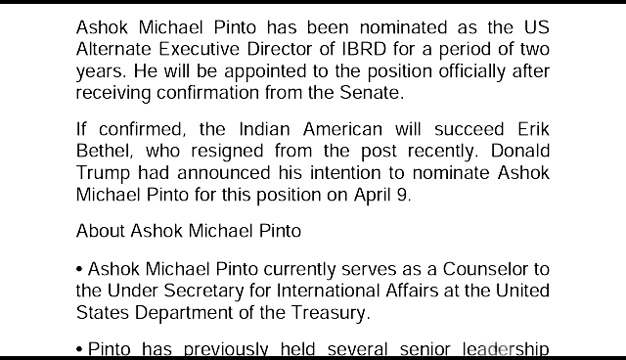 Ashok Michael Pinto has been nominated as the US
Alternate Executive Director of IBRD for a period of two
years. He will be appointed to the position officially after
receiving confirmation from the Senate.
If confirmed, the Indian American will succeed Erik
Bethel, who resigned from the post recently. Donald
Trump had announced his intention to nominate Ashok
Michael Pinto for this position on April 9.
About Ashok Michael Pinto
• Ashok Michael Pinto currently serves as a Counselor to
the Under Secretary for International Affairs at the United
States Department of the Treasury.
• Pinto has previously held several senior leadership